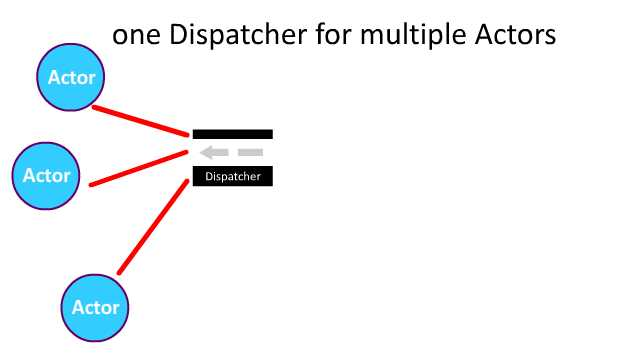 one Dispatcher for multiple Actors
Actor
Actor
Dispatcher
Actor